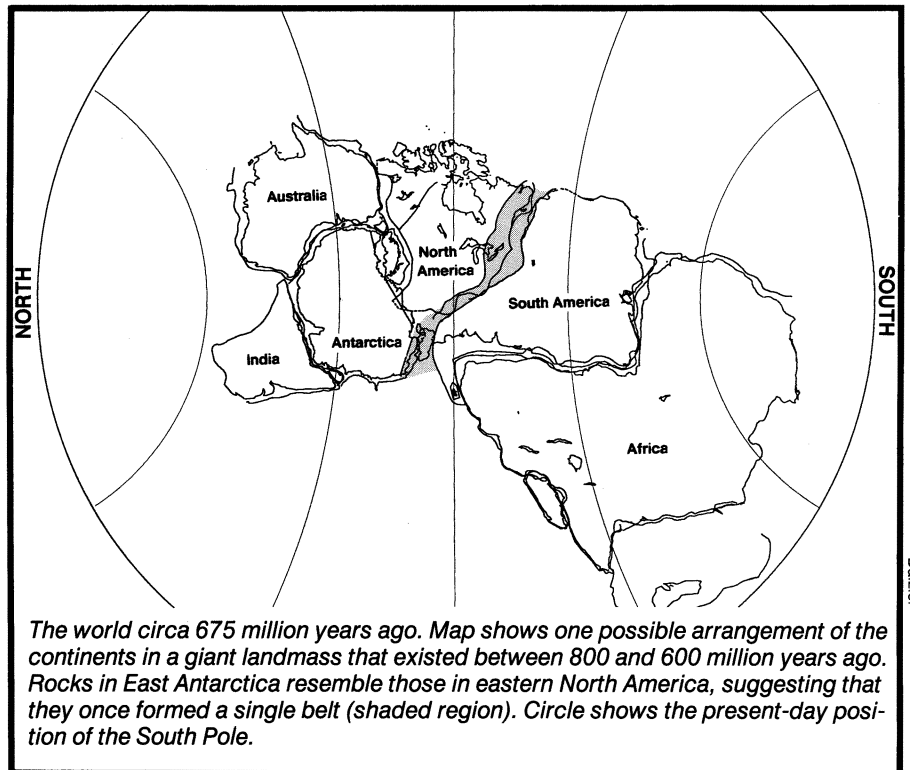 Australia
North
America
NORTH
SOUTH
South America
Antarctica
India
Africa
The world circa 675 million years ago. Map shows one possible arrangement of the
continents in a giant landmass that existed between 800 and 600 million years ago.
Rocks in East Antarctica resemble those in eastern North America, suggesting that
they once formed a single belt (shaded region). Circle shows the present-day posi-
tion of the South Pole.